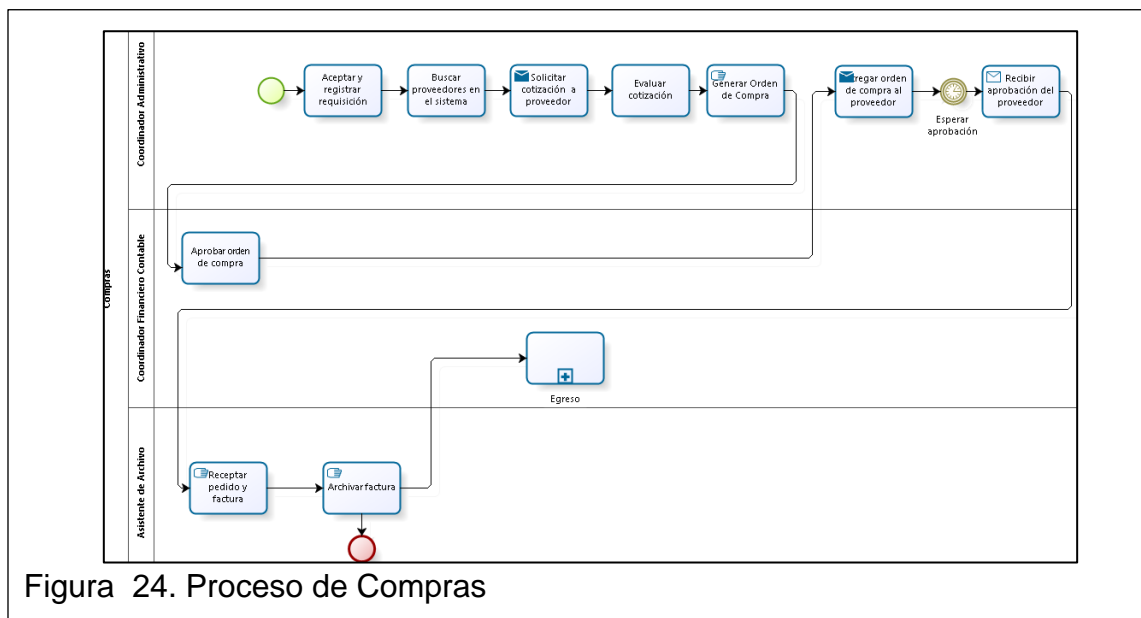 Compras
Coordinador Administrativo
Aceptar y
registrar
requisición
Buscar
proveedores en
el sistema
Solicitar
cotización a
proveedor
Evaluar
cotización
Generar Orden
de Compra
tregar orden
de compra al
proveedor
Esperar
aprobación
Recibir
aprobación del
proveedor
Coordinador Financiero Contable
Aprobar orden
de compra
Egreso
Asistente de Archivo
Receptar
pedido y
factura
Archivar factura
Figura 24. Proceso de Compras